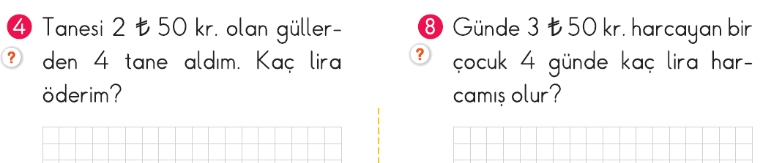 4 Tanesi 2 ₺ 50 kr. olan güller-
? den 4 tane aldım. Kaç lira
öderim?
8 Günde 3 ₺ 50 kr. harcayan bir
? çocuk 4 günde kaç lira har-
camış olur?